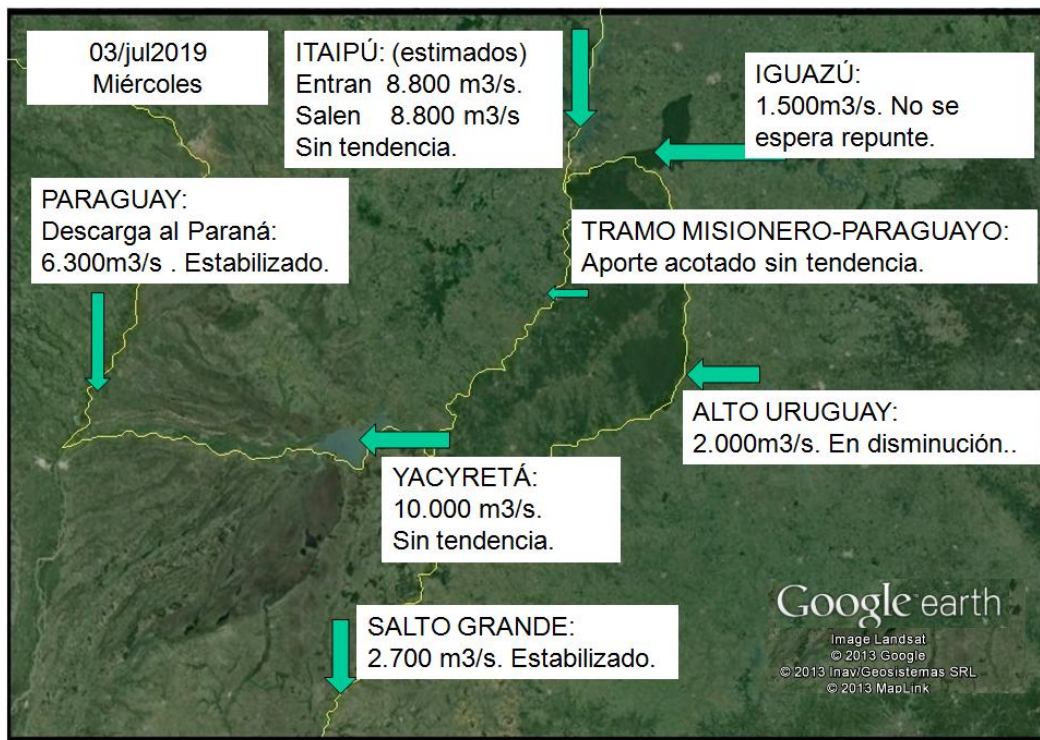 03/jul2019
Miércoles
ITAIPÚ: (estimados)
Entran 8.800 m3/s.
Salen 8.800 m3/s
Sin tendencia.
IGUAZÚ:
1.500m3/s. No se
espera repunte.
PARAGUAY:
Descarga al Paraná:
6.300m3/s . Estabilizado.
TRAMO MISIONERO-PARAGUAYO:
Aporte acotado sin tendencia.
ALTO URUGUAY:
2.000m3/s. En disminución..
YACYRETÁ:
10.000 m3/s.
Sin tendencia.
SALTO GRANDE:
2.700 m3/s. Estabilizado.
Google earth
Image Landsat
© 2013 Google
© 2013 Inav/Geosistemas SRL
© 2013 MapLink